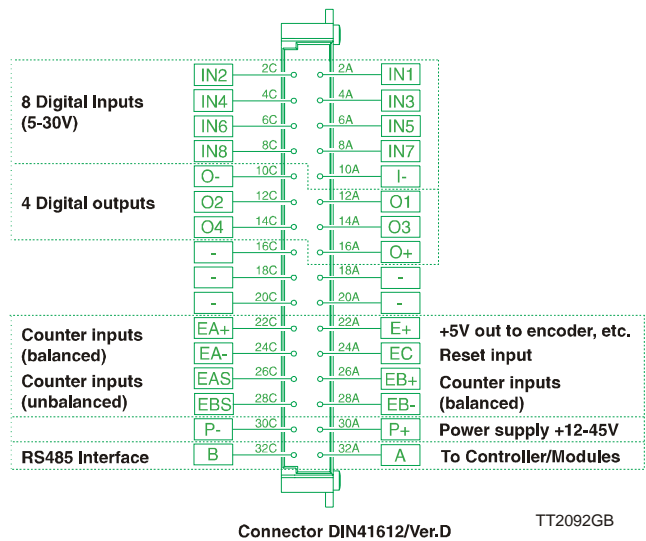 IN2 2C 2A IN1
8 Digital Inputs IN4 4C 4A IN3
(5-30V) IN6 6C 6A IN5
IN8 8C 8A IN7
O- 10C 10A I-
4 Digital outputs O2 12C 12A O1
O4 14C 14A O3
- 16C 16A O+
- 18C 18A -
- 20C 20A -
Counter inputs EA+ 22C 22A E+ +5V out to encoder, etc.
(balanced) EA- 24C 24A EC Reset input
Counter inputs EAS 26C 26A EB+ Counter inputs
(unbalanced) EBS 28C 28A EB- (balanced)
P- 30C 30A P+ Power supply +12-45V
RS485 Interface B 32C 32A A To Controller/Modules
Connector DIN41612/Ver.D
TT2092GB